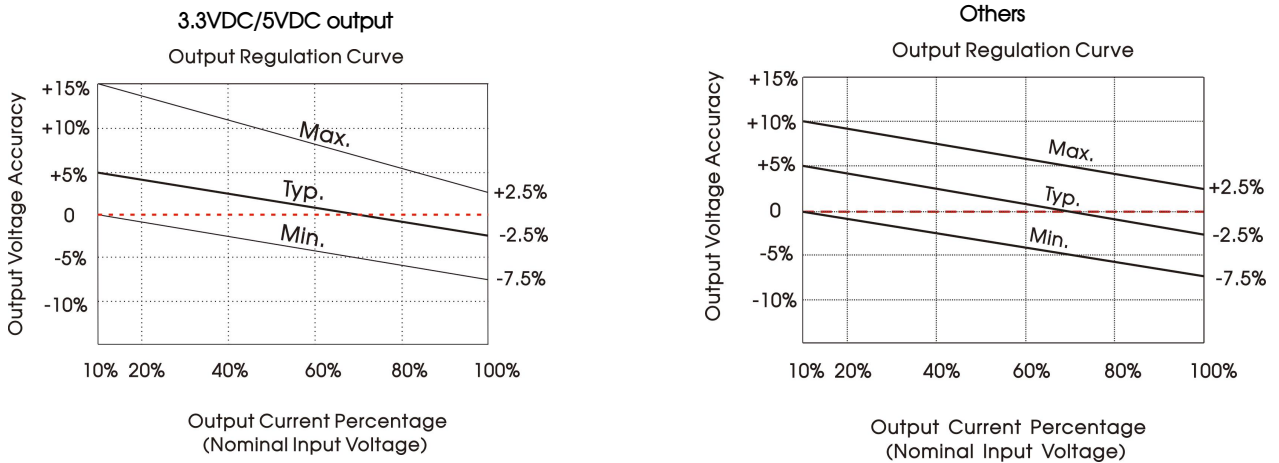 3.3VDC/5VDC output
Output Regulation Curve
Output Voltage Accuracy
+15%
+10%
+5%
0
-5%
-10%
Max.
Typ.
Min.
+2.5%
-2.5%
-7.5%
10% 20% 40% 60% 80% 100%
Output Current Percentage
(Nominal Input Voltage)
Others
Output Regulation Curve
Output Voltage Accuracy
+15%
+10%
+5%
0
-5%
-10%
Max.
Typ.
Min.
+2.5%
-2.5%
-7.5%
10% 20% 40% 60% 80% 100%
Output Current Percentage
(Nominal Input Voltage)